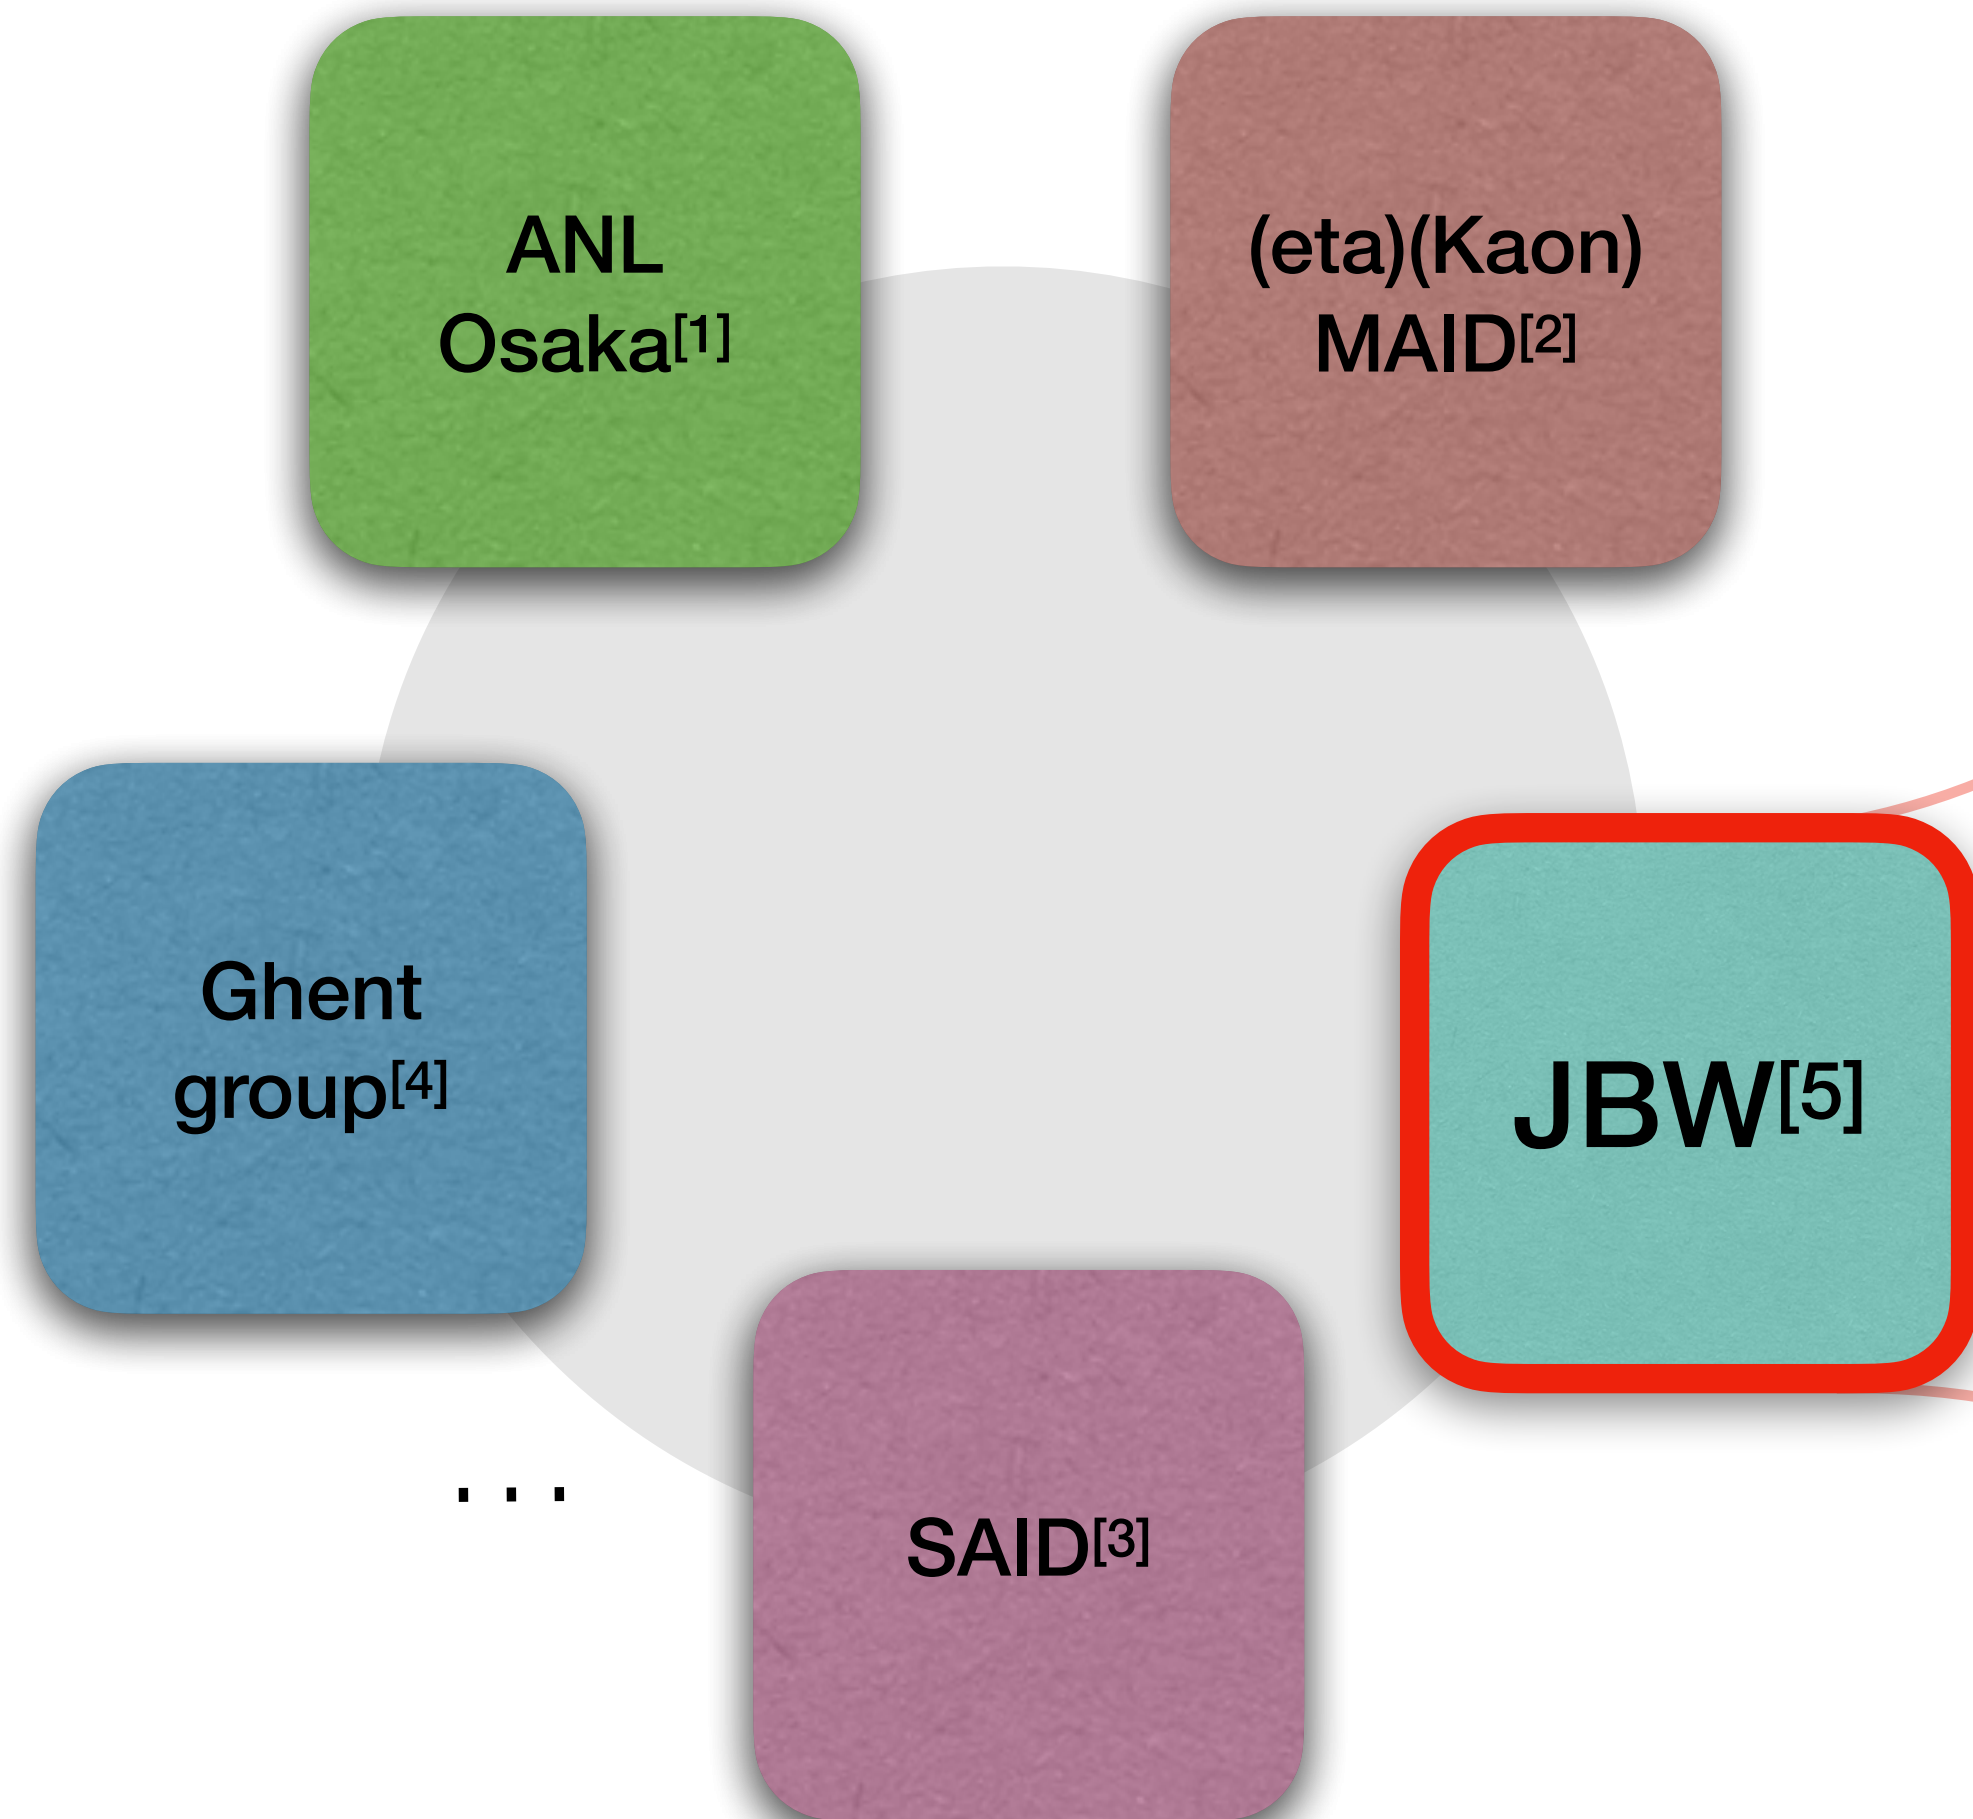 ANL
Osaka[1]
(eta)(Kaon)
MAID[2]
Ghent
group[4]
JBW[5]
...
SAID[3]